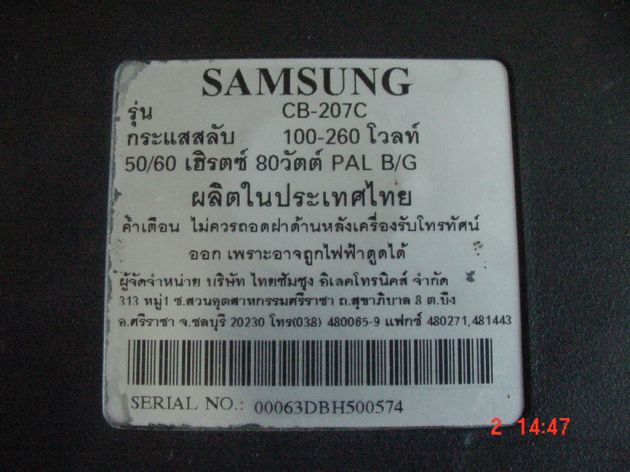 SAMSUNG
รุ่น CB-207C
กระแสสลับ 100-260 โวลท์
50/60 เฮิรตซ์ 80วัตต์ PAL B/G
ผลิตในประเทศไทย
คำเตือน ไม่ควรถอดฝาด้านหลังเครื่องรับโทรทัศน์
ออก เพราะอาจถูกไฟฟ้าดูดได้
ผู้จัดจำหน่าย บริษัท ไทยซัมซุง อิเลคโทรนิคส์ จำกัด
313 หมู่1 ซ.สวนอุตสาหกรรมศรีราชา ถ.สุขาภิบาล 8 ต.บึง
อ.ศรีราชา จ.ชลบุรี 20230 โทร(038) 480065-9 แฟกซ์ 480271,481443
SERIAL NO.: 00063DBH500574
2 14:47